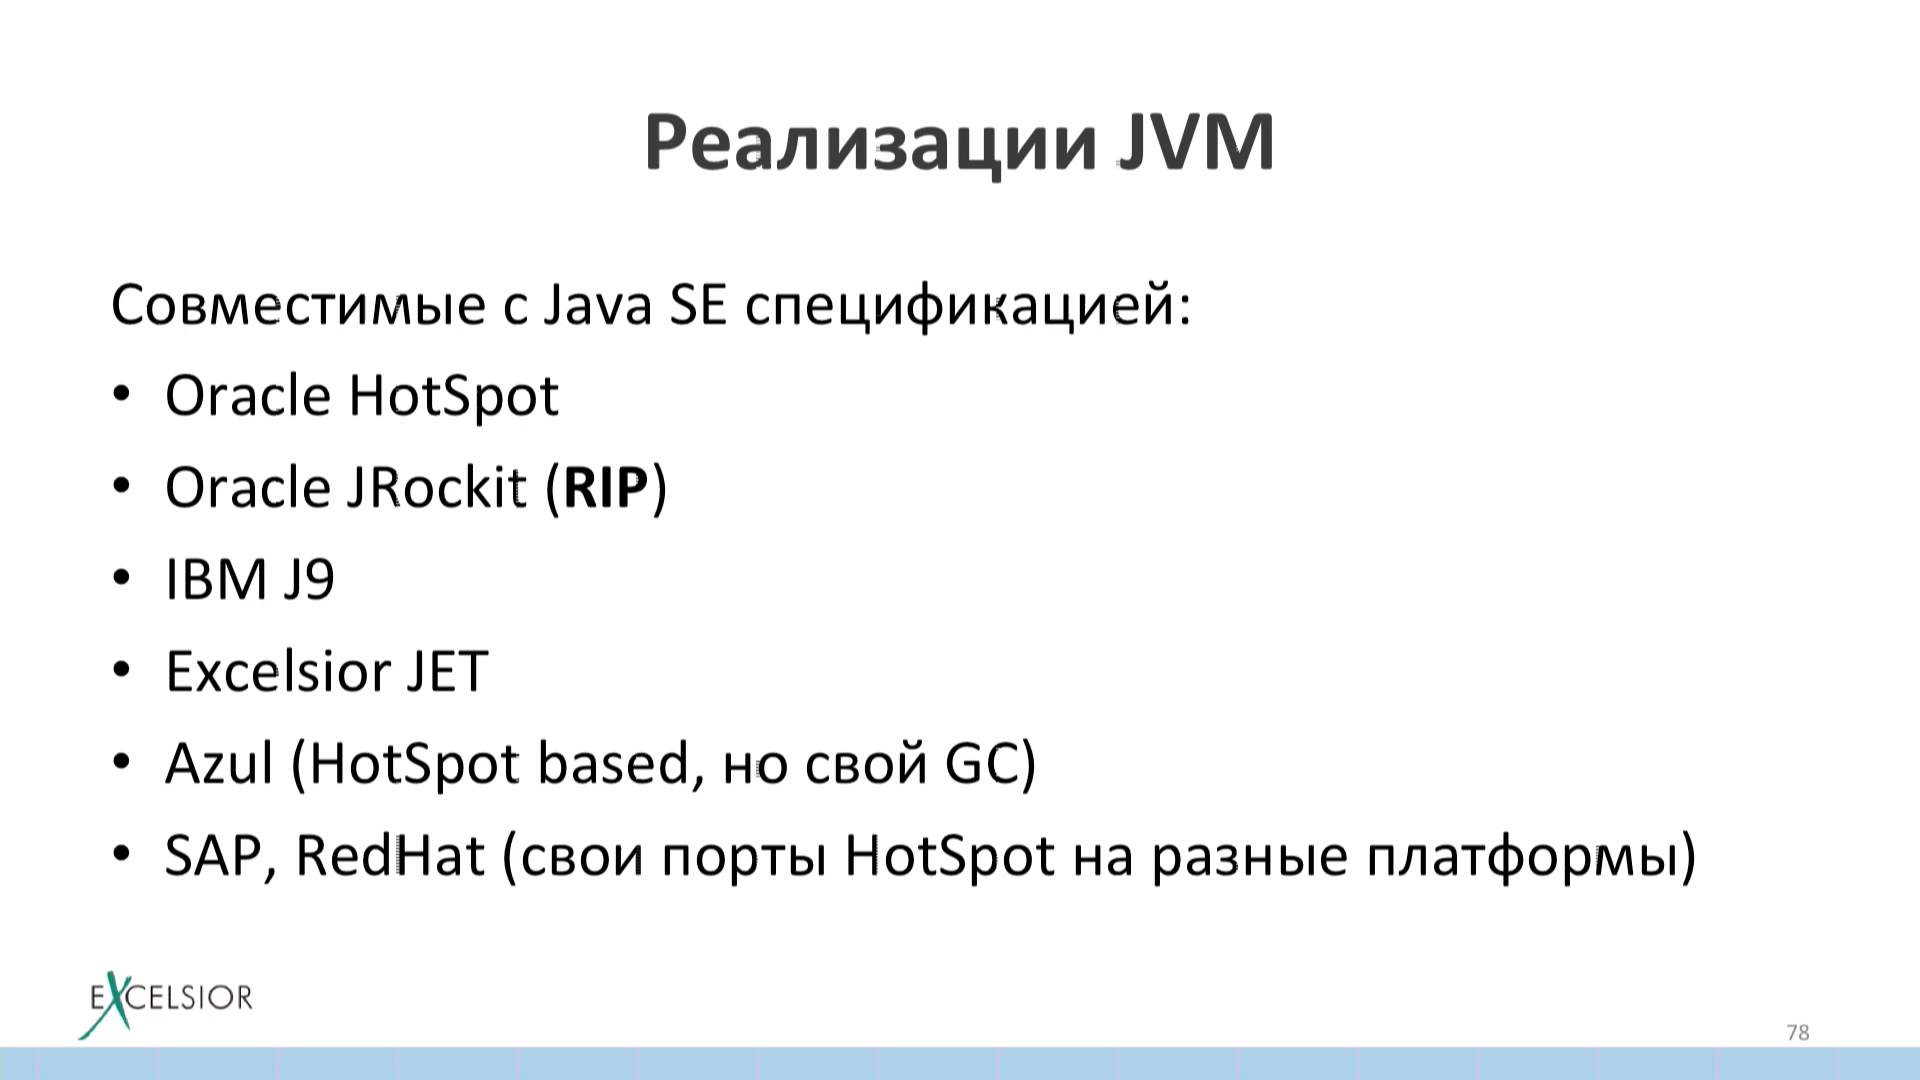 Реализации JVM
Совместимые с Java SE спецификацией:
• Oracle HotSpot
• Oracle JRockit (RIP)
• IBM J9
• Excelsior JET
• Azul (HotSpot based, но свой GC)
• SAP, RedHat (свои порты HotSpot на разные платформы)
EXCELSIOR
78